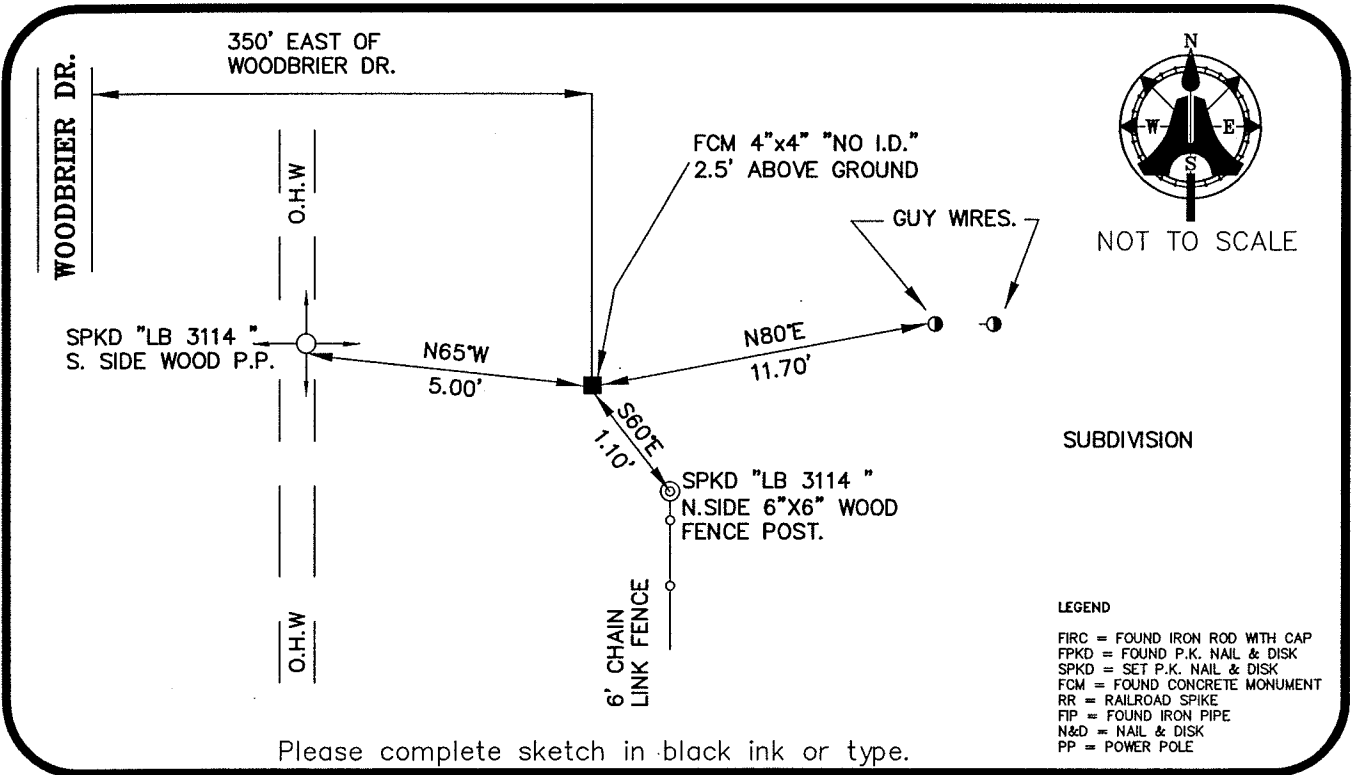 350' EAST OF
WOODBRIER DR.
WOODBRIER DR.
N
W
E
S
NOT TO SCALE
FCM 4"x4" "NO I.D."
2.5' ABOVE GROUND
O.H.W
GUY WIRES.
SPKD "LB 3114 "
S. SIDE WOOD P.P.
N65°W
5.00'
N80°E
11.70'
S60°E
1.10'
SUBDIVISION
SPKD "LB 3114 "
N.SIDE 6"X6" WOOD
FENCE POST.
6' CHAIN
LINK FENCE
O.H.W
LEGEND
FIRC = FOUND IRON ROD WITH CAP
FPKD = FOUND P.K. NAIL & DISK
SPKD = SET P.K. NAIL & DISK
FCM = FOUND CONCRETE MONUMENT
RR = RAILROAD SPIKE
FIP = FOUND IRON PIPE
N&D = NAIL & DISK
PP = POWER POLE
Please complete sketch in black ink or type.